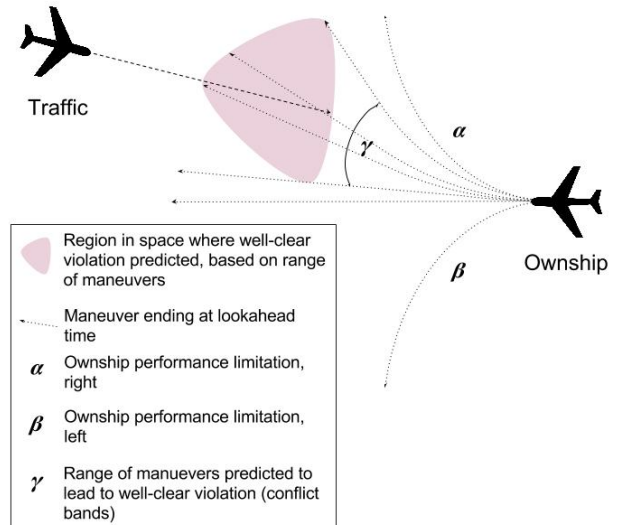 Traffic
α
γ
Ownship
β
Region in space where well-clear
violation predicted, based on range
of maneuvers
Maneuver ending at lookahead
time
α Ownship performance limitation,
right
β Ownship performance limitation,
left
γ Range of manuevers predicted to
lead to well-clear violation (conflict
bands)